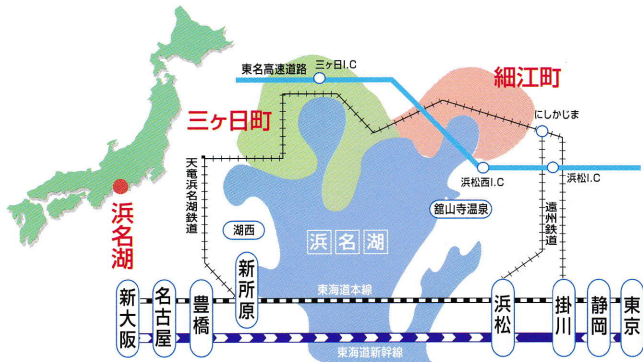 東名高速道路
三ヶ日I.C
細江町
三ヶ日町
にしかじま
天竜浜名湖鉄道
浜松西I.C
浜松I.C
浜名湖
湖西
舘山寺温泉
遠州鉄道
浜名湖
新所原
東海道本線
新大阪
名古屋
豊橋
浜松
掛川
静岡
東京
東海道新幹線